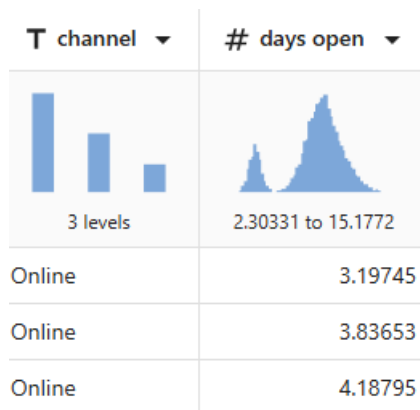 T channel # days open
3 levels 2.30331 to 15.1772
Online 3.19745
Online 3.83653
Online 4.18795